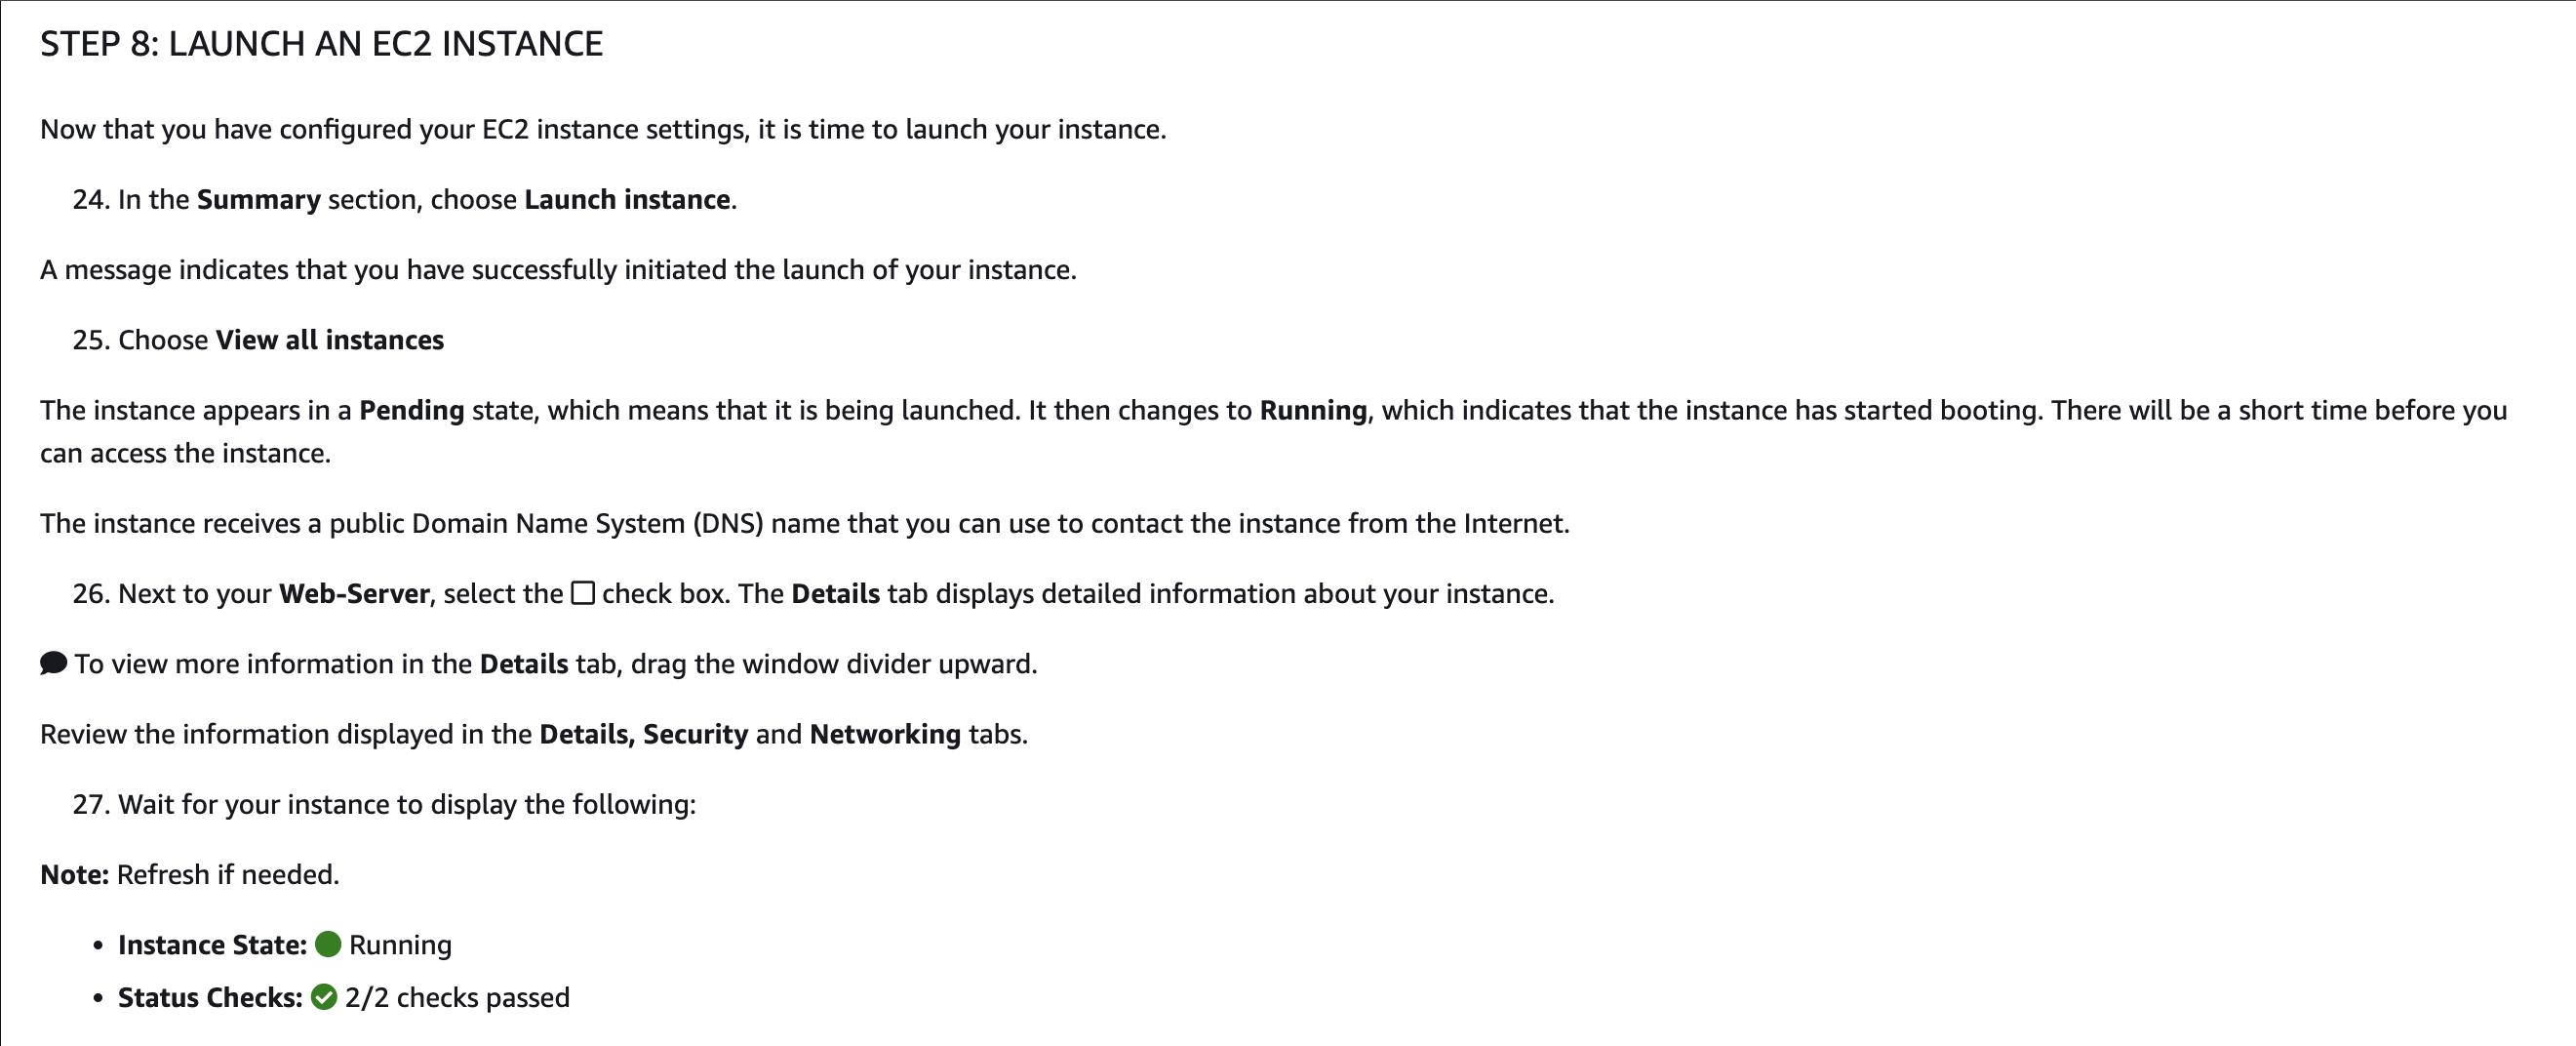 STEP 8: LAUNCH AN EC2 INSTANCE
Now that you have configured your EC2 instance settings, it is time to launch your instance.
24. In the Summary section, choose Launch instance.
A message indicates that you have successfully initiated the launch of your instance.
25. Choose View all instances
The instance appears in a Pending state, which means that it is being launched. It then changes to Running, which indicates that the instance has started booting. There will be a short time before you
can access the instance.
The instance receives a public Domain Name System (DNS) name that you can use to contact the instance from the Internet.
26. Next to your Web-Server, select the check box. The Details tab displays detailed information about your instance.
To view more information in the Details tab, drag the window divider upward.
Review the information displayed in the Details, Security and Networking tabs.
27. Wait for your instance to display the following:
Note: Refresh if needed.
• Instance State: Running
• Status Checks: 2/2 checks passed